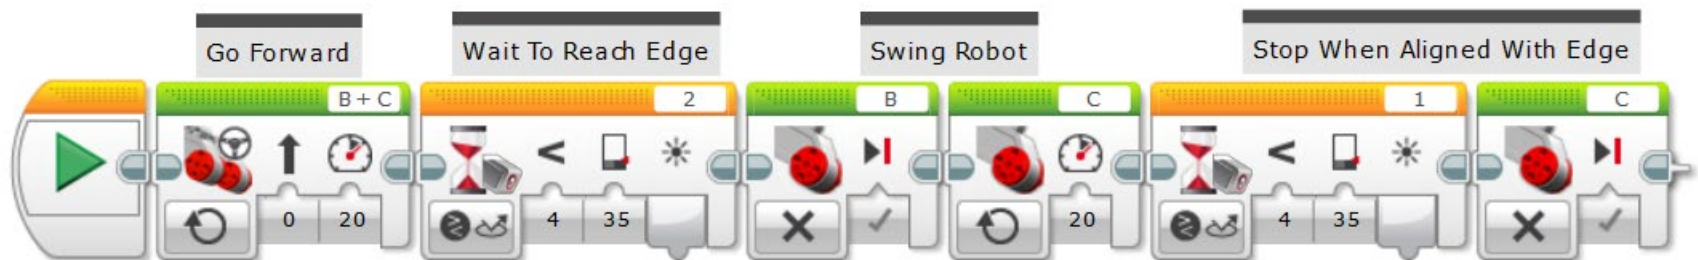 Go Forward
Wait To Reach Edge
Swing Robot
Stop When Aligned With Edge
B + C
2
B
C
1
C
<
<
0 20
4 35
20
4 35